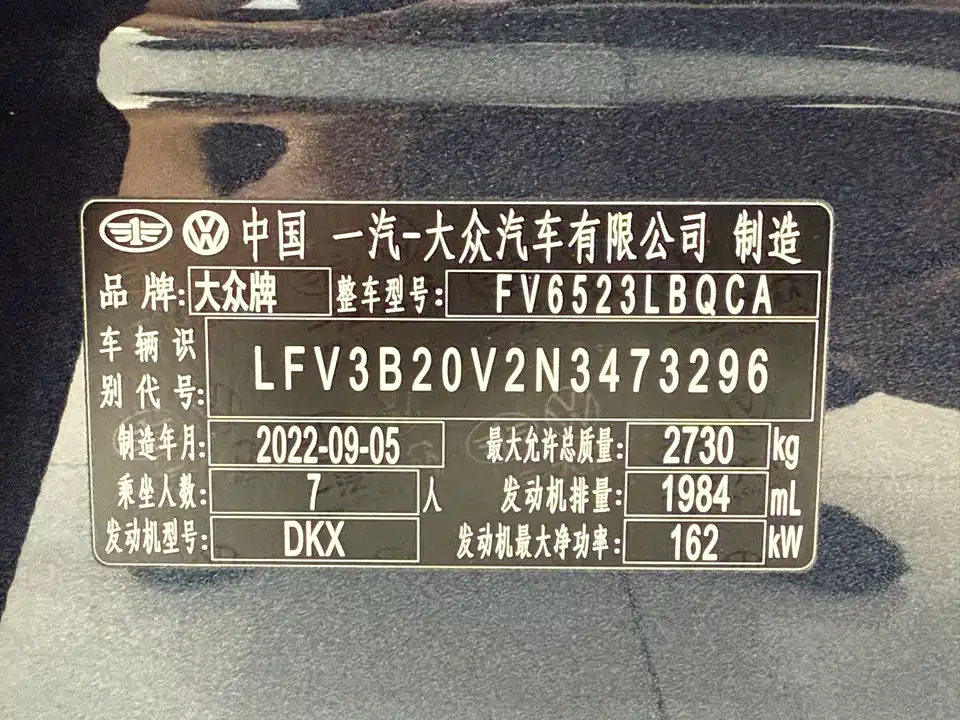 中国 一汽-大众汽车有限公司 制造
品牌: 大众牌 整车型号: FV6523LBQCA
车辆识别代号: LFV3B20V2N3473296
制造年月: 2022-09-05 最大允许总质量: 2730 kg
乘坐人数: 7 人 发动机排量: 1984 mL
发动机型号: DKX 发动机最大净功率: 162 kW